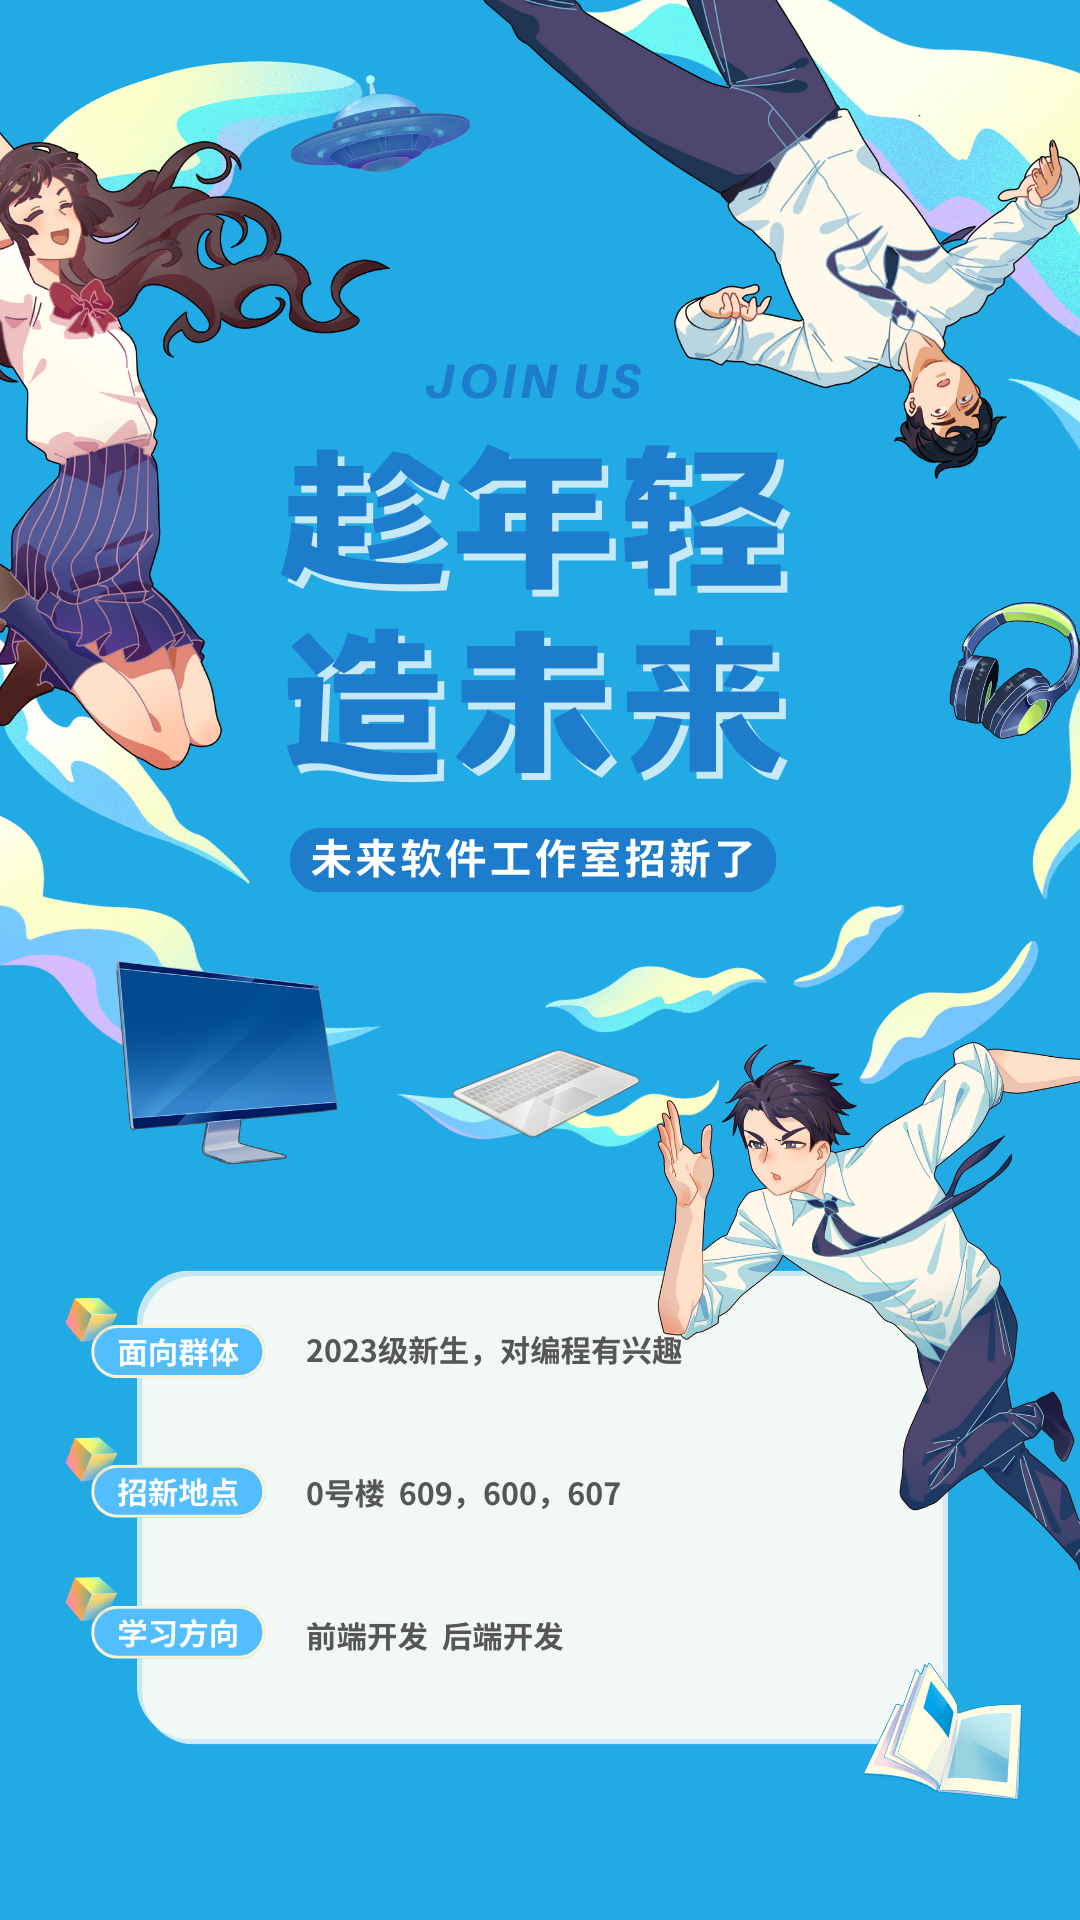 JOIN US
趁年轻
造未来
未来软件工作室招新了
面向群体
2023级新生，对编程有兴趣
招新地点
0号楼 609，600，607
学习方向
前端开发 后端开发